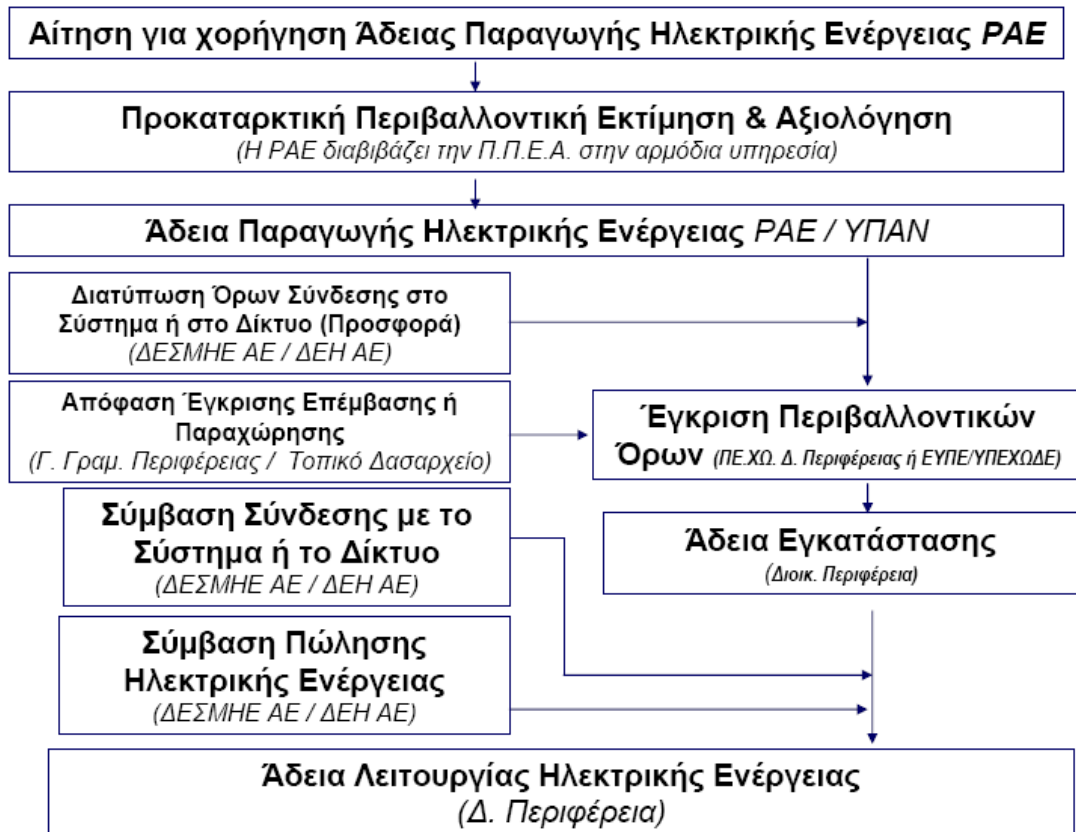 Αίτηση για χορήγηση Άδειας Παραγωγής Ηλεκτρικής Ενέργειας ΡΑΕ
Προκαταρκτική Περιβαλλοντική Εκτίμηση & Αξιολόγηση
(Η ΡΑΕ διαβιβάζει την Π.Π.Ε.Α. στην αρμόδια υπηρεσία)
Άδεια Παραγωγής Ηλεκτρικής Ενέργειας ΡΑΕ / ΥΠΑΝ
Διατύπωση Όρων Σύνδεσης στο
Σύστημα ή στο Δίκτυο (Προσφορά)
(ΔΕΣΜΗΕ ΑΕ / ΔΕΗ ΑΕ)
Απόφαση Έγκρισης Επέμβασης ή
Παραχώρησης
(Γ. Γραμ. Περιφέρειας / Τοπικό Δασαρχείο)
Έγκριση Περιβαλλοντικών
Όρων (ΠΕ.ΧΩ. Δ. Περιφέρειας ή ΕΥΠΕ/ΥΠΕΧΩΔΕ)
Σύμβαση Σύνδεσης με το
Σύστημα ή το Δίκτυο
(ΔΕΣΜΗΕ ΑΕ / ΔΕΗ ΑΕ)
Άδεια Εγκατάστασης
(Διοικ. Περιφέρεια)
Σύμβαση Πώλησης
Ηλεκτρικής Ενέργειας
(ΔΕΣΜΗΕ ΑΕ / ΔΕΗ ΑΕ)
Άδεια Λειτουργίας Ηλεκτρικής Ενέργειας
(Δ. Περιφέρεια)